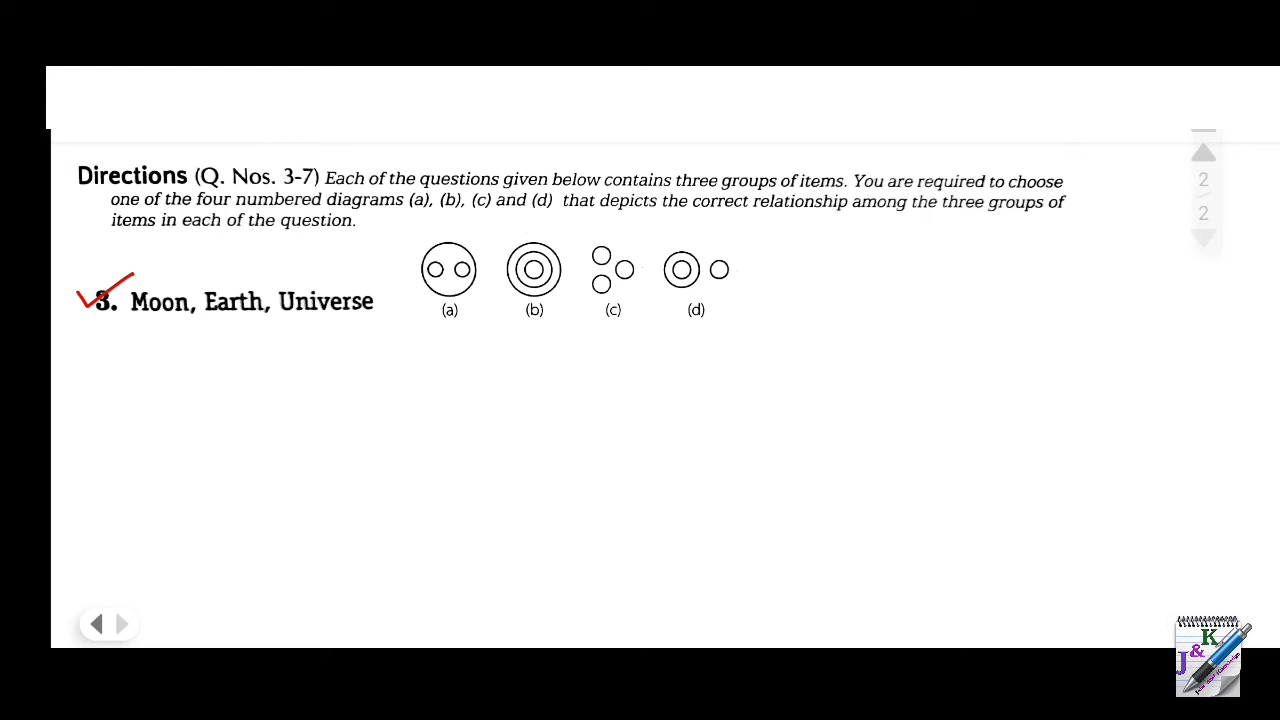 Directions (Q. Nos. 3-7) Each of the questions given below contains three groups of items. You are required to choose
one of the four numbered diagrams (a), (b), (c) and (d) that depicts the correct relationship among the three groups of
items in each of the question.
3. Moon, Earth, Universe
(a) (b) (c) (d)
2
2
J & K